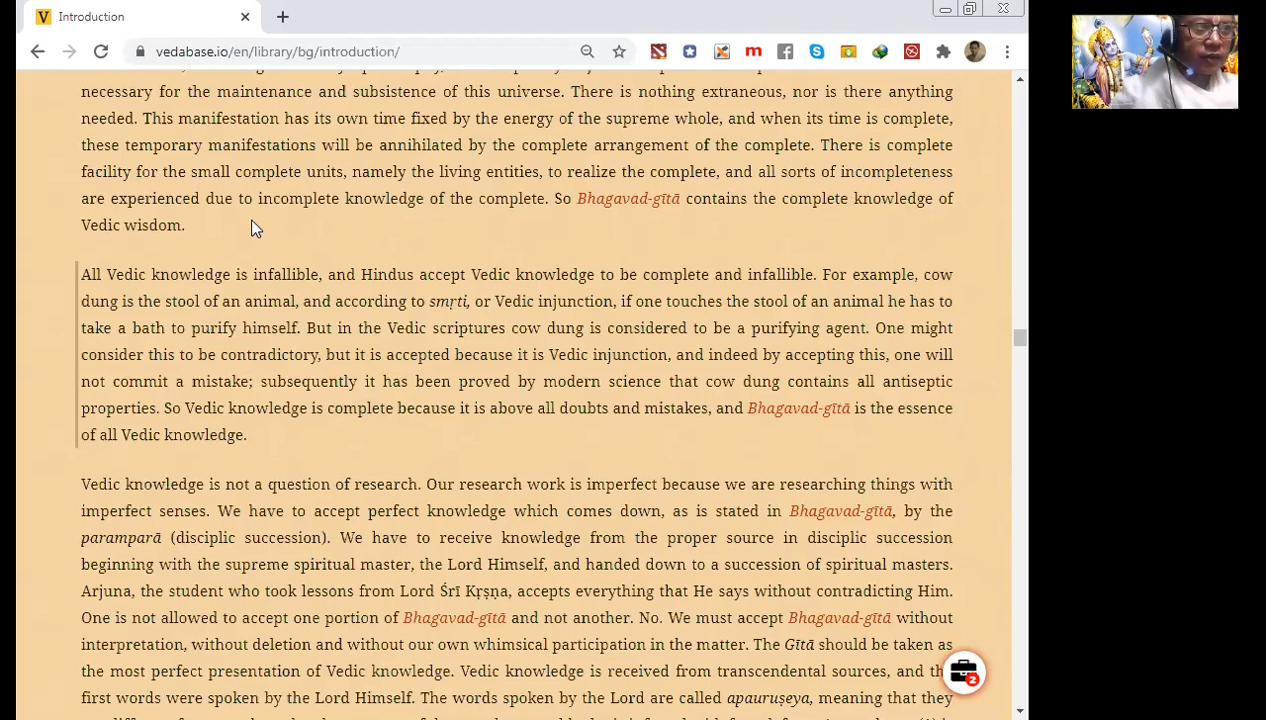 Introduction
vedabase.io/en/library/bg/introduction/
necessary for the maintenance and subsistence of this universe. There is nothing extraneous, nor is there anything
needed. This manifestation has its own time fixed by the energy of the supreme whole, and when its time is complete,
these temporary manifestations will be annihilated by the complete arrangement of the complete. There is complete
facility for the small complete units, namely the living entities, to realize the complete, and all sorts of incompleteness
are experienced due to incomplete knowledge of the complete. So Bhagavad-gītā contains the complete knowledge of
Vedic wisdom.
All Vedic knowledge is infallible, and Hindus accept Vedic knowledge to be complete and infallible. For example, cow
dung is the stool of an animal, and according to smṛti, or Vedic injunction, if one touches the stool of an animal he has to
take a bath to purify himself. But in the Vedic scriptures cow dung is considered to be a purifying agent. One might
consider this to be contradictory, but it is accepted because it is Vedic injunction, and indeed by accepting this, one will
not commit a mistake; subsequently it has been proved by modern science that cow dung contains all antiseptic
properties. So Vedic knowledge is complete because it is above all doubts and mistakes, and Bhagavad-gītā is the essence
of all Vedic knowledge.
Vedic knowledge is not a question of research. Our research work is imperfect because we are researching things with
imperfect senses. We have to accept perfect knowledge which comes down, as is stated in Bhagavad-gītā, by the
paramparā (disciplic succession). We have to receive knowledge from the proper source in disciplic succession
beginning with the supreme spiritual master, the Lord Himself, and handed down to a succession of spiritual masters.
Arjuna, the student who took lessons from Lord Śrī Kṛṣṇa, accepts everything that He says without contradicting Him.
One is not allowed to accept one portion of Bhagavad-gītā and not another. No. We must accept Bhagavad-gītā without
interpretation, without deletion and without our own whimsical participation in the matter. The Gītā should be taken as
the most perfect presentation of Vedic knowledge. Vedic knowledge is received from transcendental sources, and
first words were spoken by the Lord Himself. The words spoken by the Lord are called apauruṣeya, meaning that they
2